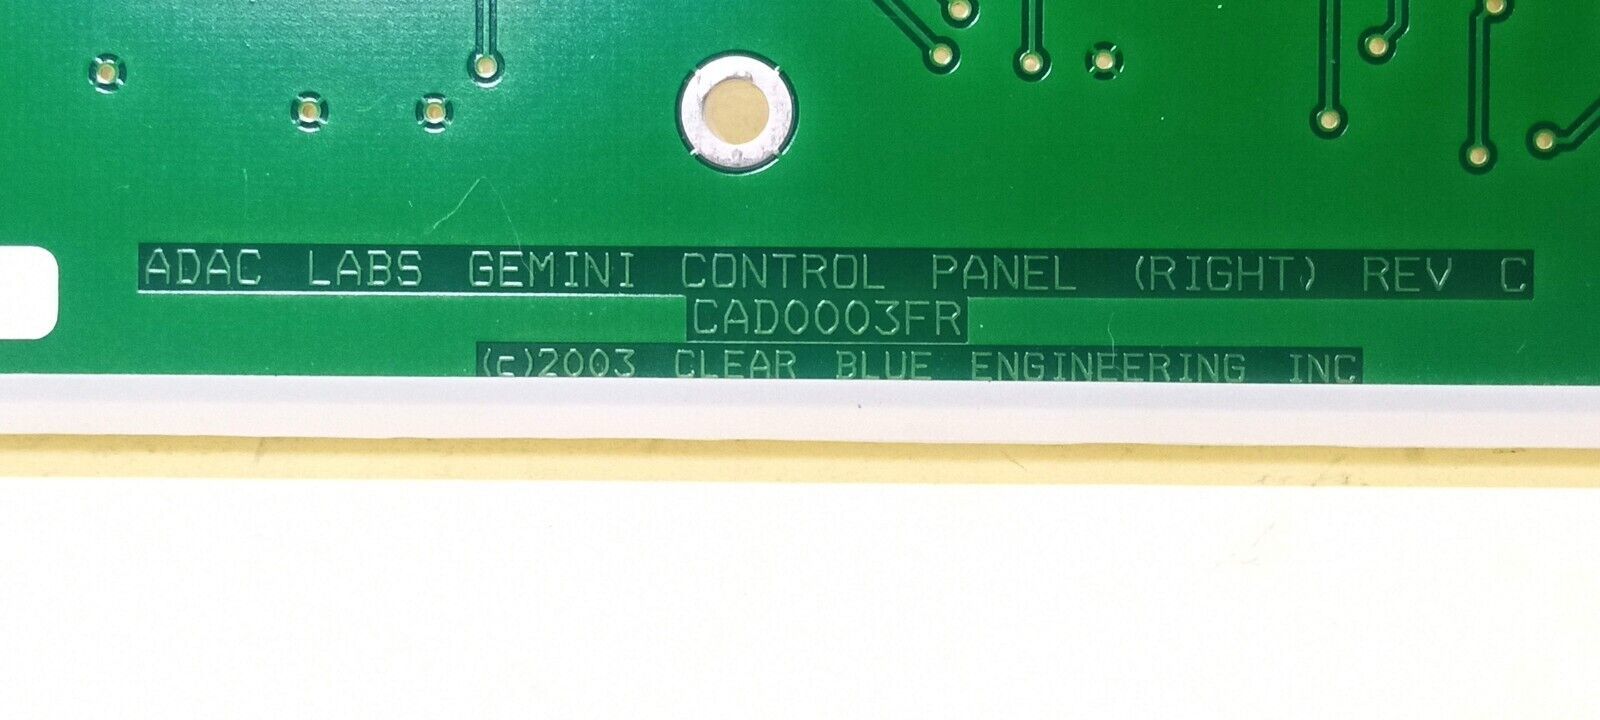 ADAC LABS GEMINI CONTROL PANEL (RIGHT) REV C
CAD0003FR
(c)2003 CLEAR BLUE ENGINEERING INC